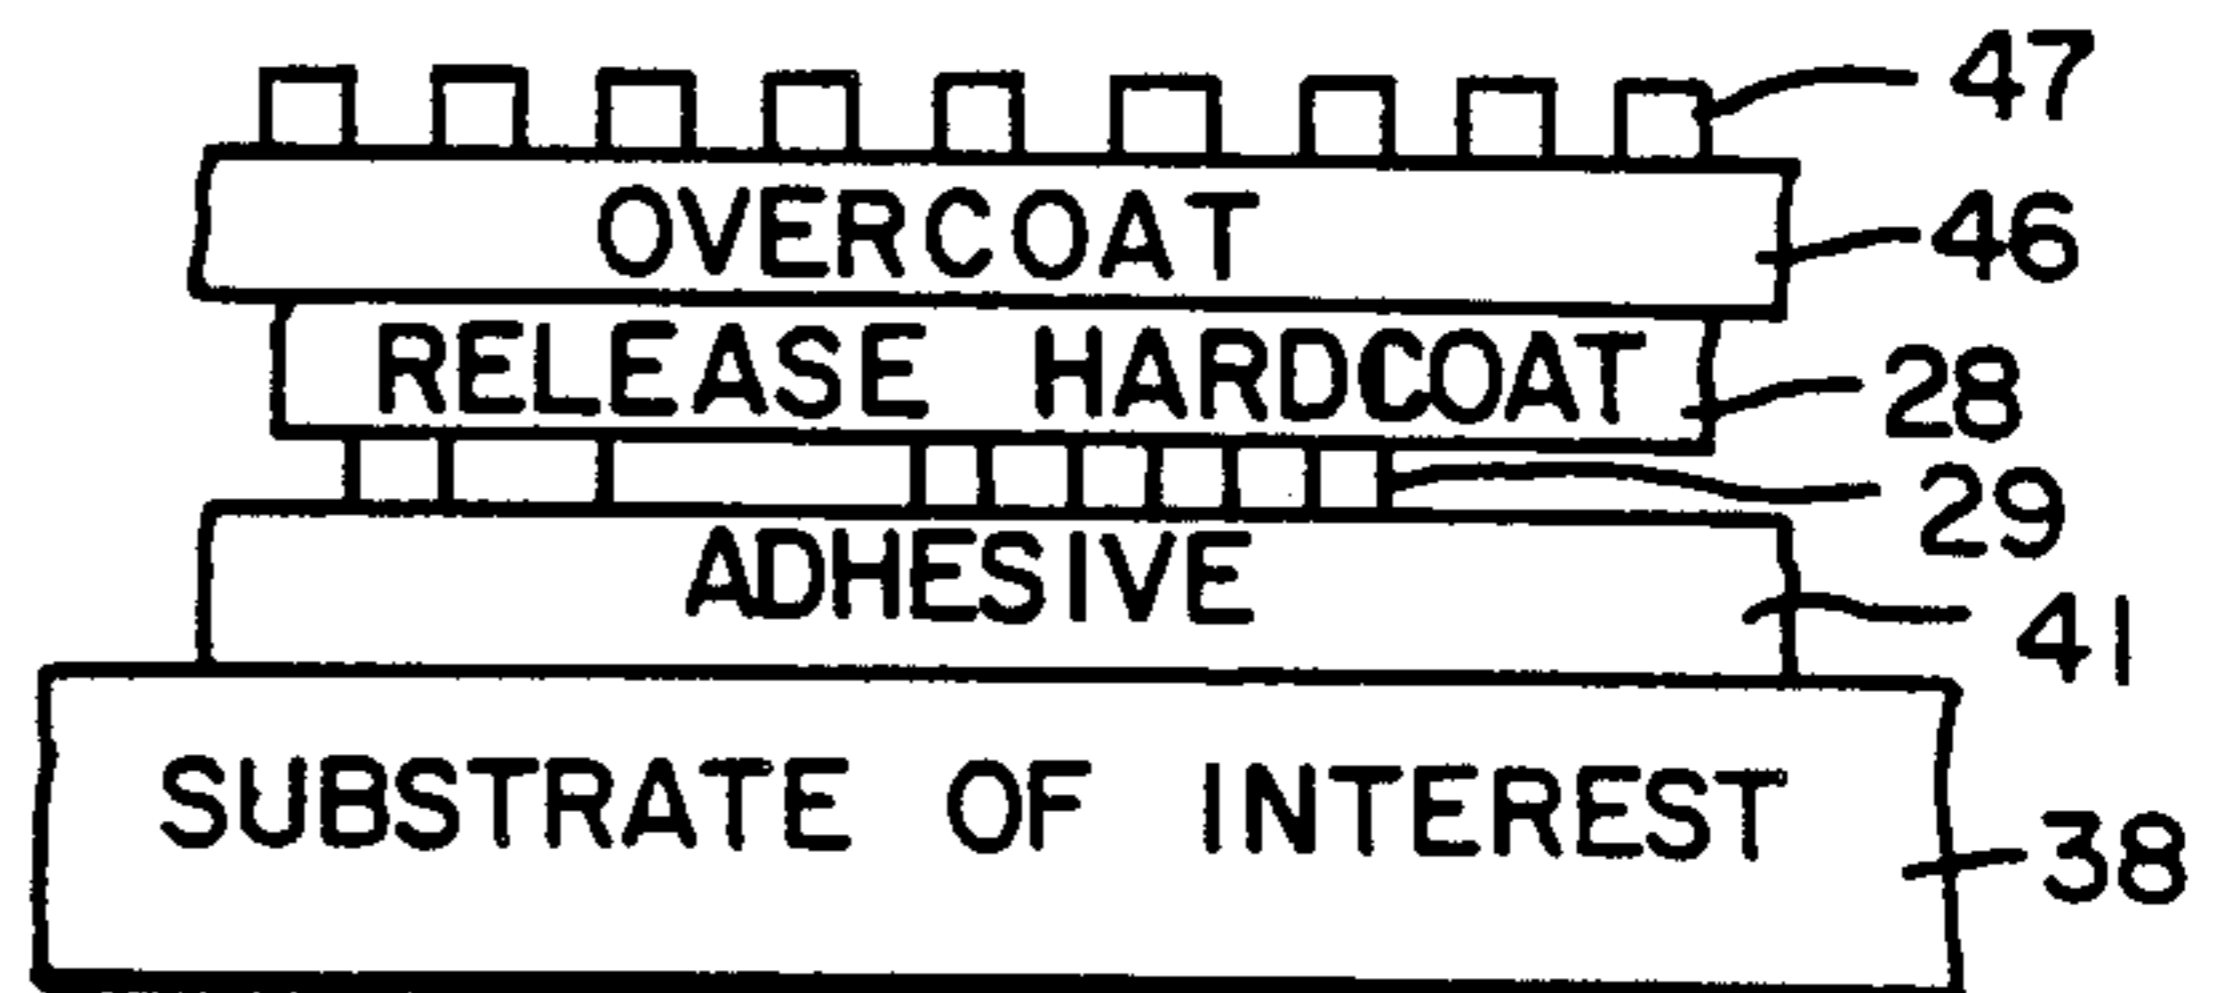 47
OVERCOAT 46
RELEASE HARDCOAT 28
29
ADHESIVE 41
SUBSTRATE OF INTEREST 38